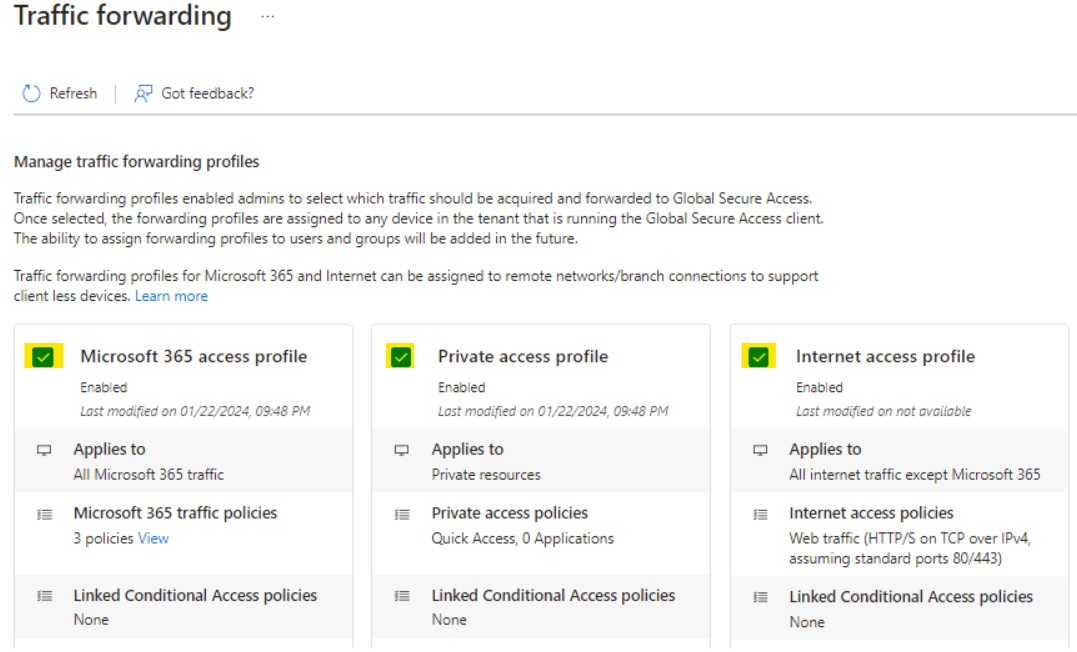 Traffic forwarding ...
Refresh Got feedback?
Manage traffic forwarding profiles
Traffic forwarding profiles enabled admins to select which traffic should be acquired and forwarded to Global Secure Access.
Once selected, the forwarding profiles are assigned to any device in the tenant that is running the Global Secure Access client.
The ability to assign forwarding profiles to users and groups will be added in the future.
Traffic forwarding profiles for Microsoft 365 and Internet can be assigned to remote networks/branch connections to support
client less devices. Learn more
Microsoft 365 access profile
Enabled
Last modified on 01/22/2024, 09:48 PM
Applies to
All Microsoft 365 traffic
Microsoft 365 traffic policies
3 policies View
Linked Conditional Access policies
None
Private access profile
Enabled
Last modified on 01/22/2024, 09:48 PM
Applies to
Private resources
Private access policies
Quick Access, 0 Applications
Linked Conditional Access policies
None
Internet access profile
Enabled
Last modified on not available
Applies to
All internet traffic except Microsoft 365
Internet access policies
Web traffic (HTTP/S on TCP over IPv4,
assuming standard ports 80/443)
Linked Conditional Access policies
None